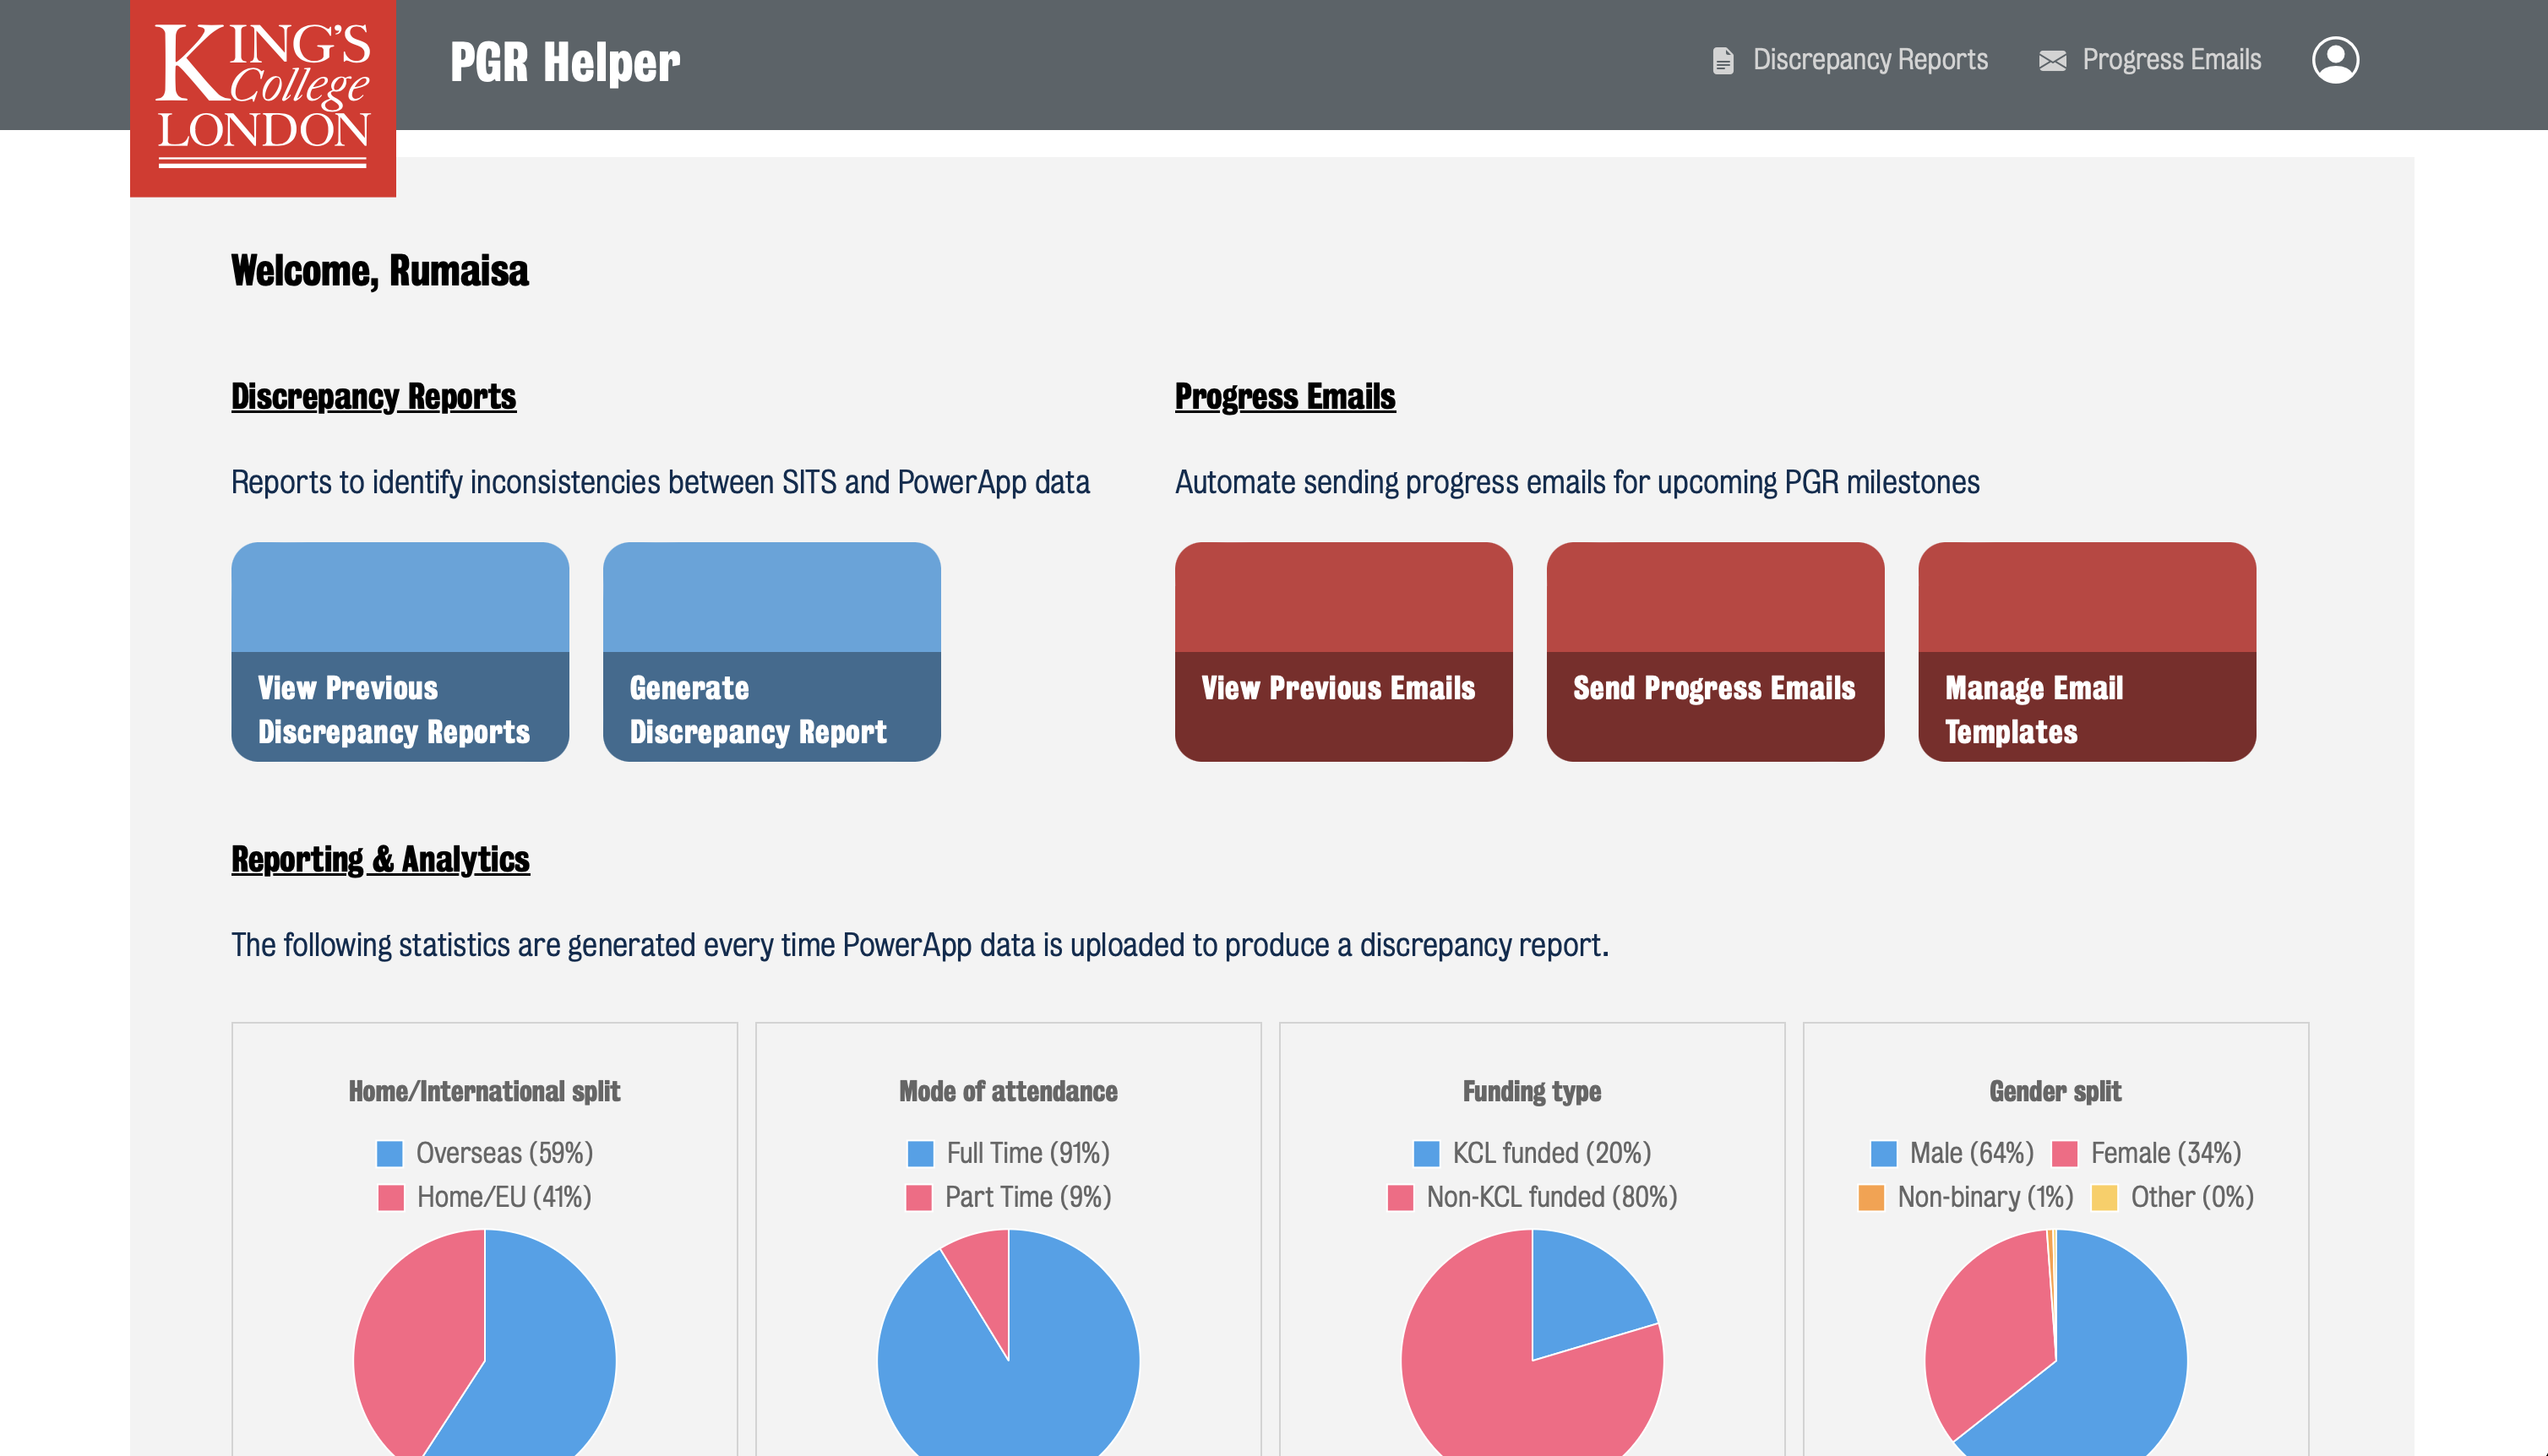 KING'S
College
LONDON
PGR Helper
Discrepancy Reports
Progress Emails
Welcome, Rumaisa
Discrepancy Reports
Reports to identify inconsistencies between SITS and PowerApp data
View Previous
Discrepancy Reports
Generate
Discrepancy Report
Progress Emails
Automate sending progress emails for upcoming PGR milestones
View Previous Emails
Send Progress Emails
Manage Email
Templates
Reporting & Analytics
The following statistics are generated every time PowerApp data is uploaded to produce a discrepancy report.
Home/International split
Overseas (59%)
Home/EU (41%)
Mode of attendance
Full Time (91%)
Part Time (9%)
Funding type
KCL funded (20%)
Non-KCL funded (80%)
Gender split
Male (64%) Female (34%)
Non-binary (1%) Other (0%)